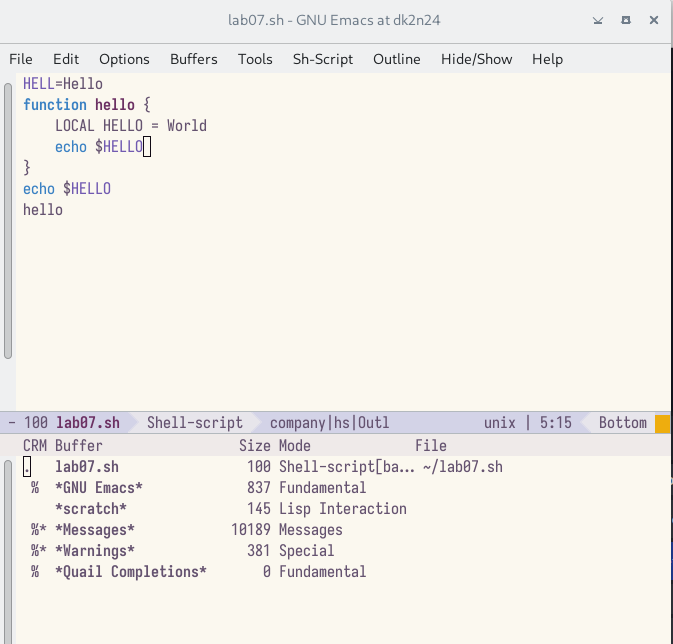 lab07.sh - GNU Emacs at dk2n24
File Edit Options Buffers Tools Sh-Script Outline Hide/Show Help
HELL=Hello
function hello {
    LOCAL HELLO = World
    echo $HELLO
}
echo $HELLO
hello
- 100 lab07.sh Shell-script company|hs|Outl unix | 5:15 Bottom
CRM Buffer Size Mode File
. lab07.sh 100 Shell-script[ba... ~/lab07.sh
% *GNU Emacs* 837 Fundamental
*scratch* 145 Lisp Interaction
%* *Messages* 10189 Messages
%* *Warnings* 381 Special
% *Quail Completions* 0 Fundamental